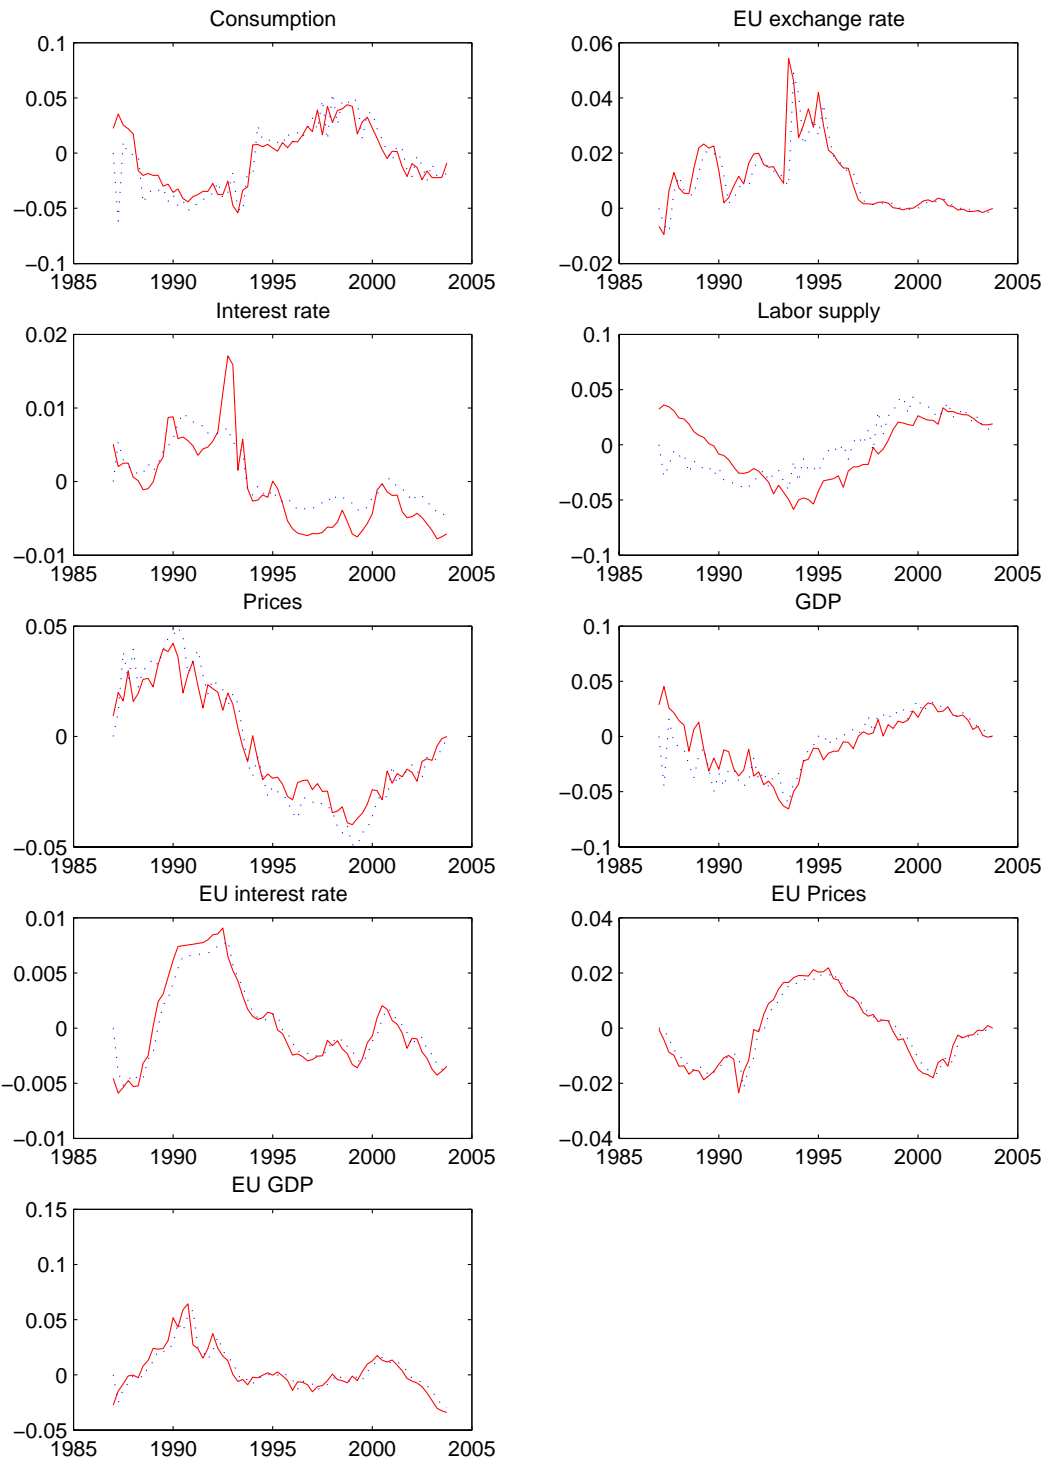 Consumption
0.1
0.05
0
−0.05
−0.1
1985 1990 1995 2000 2005
EU exchange rate
0.06
0.04
0.02
0
−0.02
1985 1990 1995 2000 2005
Interest rate
0.02
0.01
0
−0.01
1985 1990 1995 2000 2005
Labor supply
0.1
0.05
0
−0.05
−0.1
1985 1990 1995 2000 2005
Prices
0.05
0
−0.05
1985 1990 1995 2000 2005
GDP
0.1
0.05
0
−0.05
−0.1
1985 1990 1995 2000 2005
EU interest rate
0.01
0.005
0
−0.005
−0.01
1985 1990 1995 2000 2005
EU Prices
0.04
0.02
0
−0.02
−0.04
1985 1990 1995 2000 2005
EU GDP
0.15
0.1
0.05
0
−0.05
1985 1990 1995 2000 2005